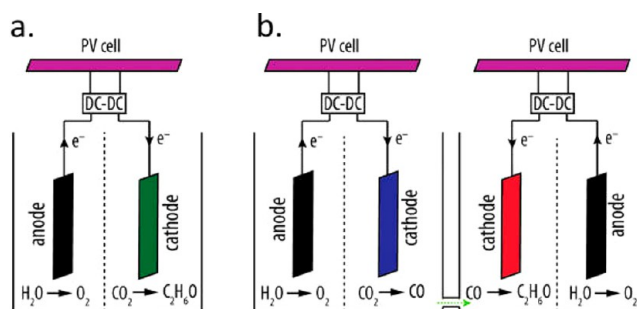 a.
PV cell
DC-DC
e⁻
e⁻
anode
cathode
H₂O → O₂
CO₂ → C₂H₆O
b.
PV cell
DC-DC
e⁻
e⁻
anode
cathode
H₂O → O₂
CO₂ → CO
PV cell
DC-DC
e⁻
e⁻
cathode
anode
CO → C₂H₆O
H₂O → O₂